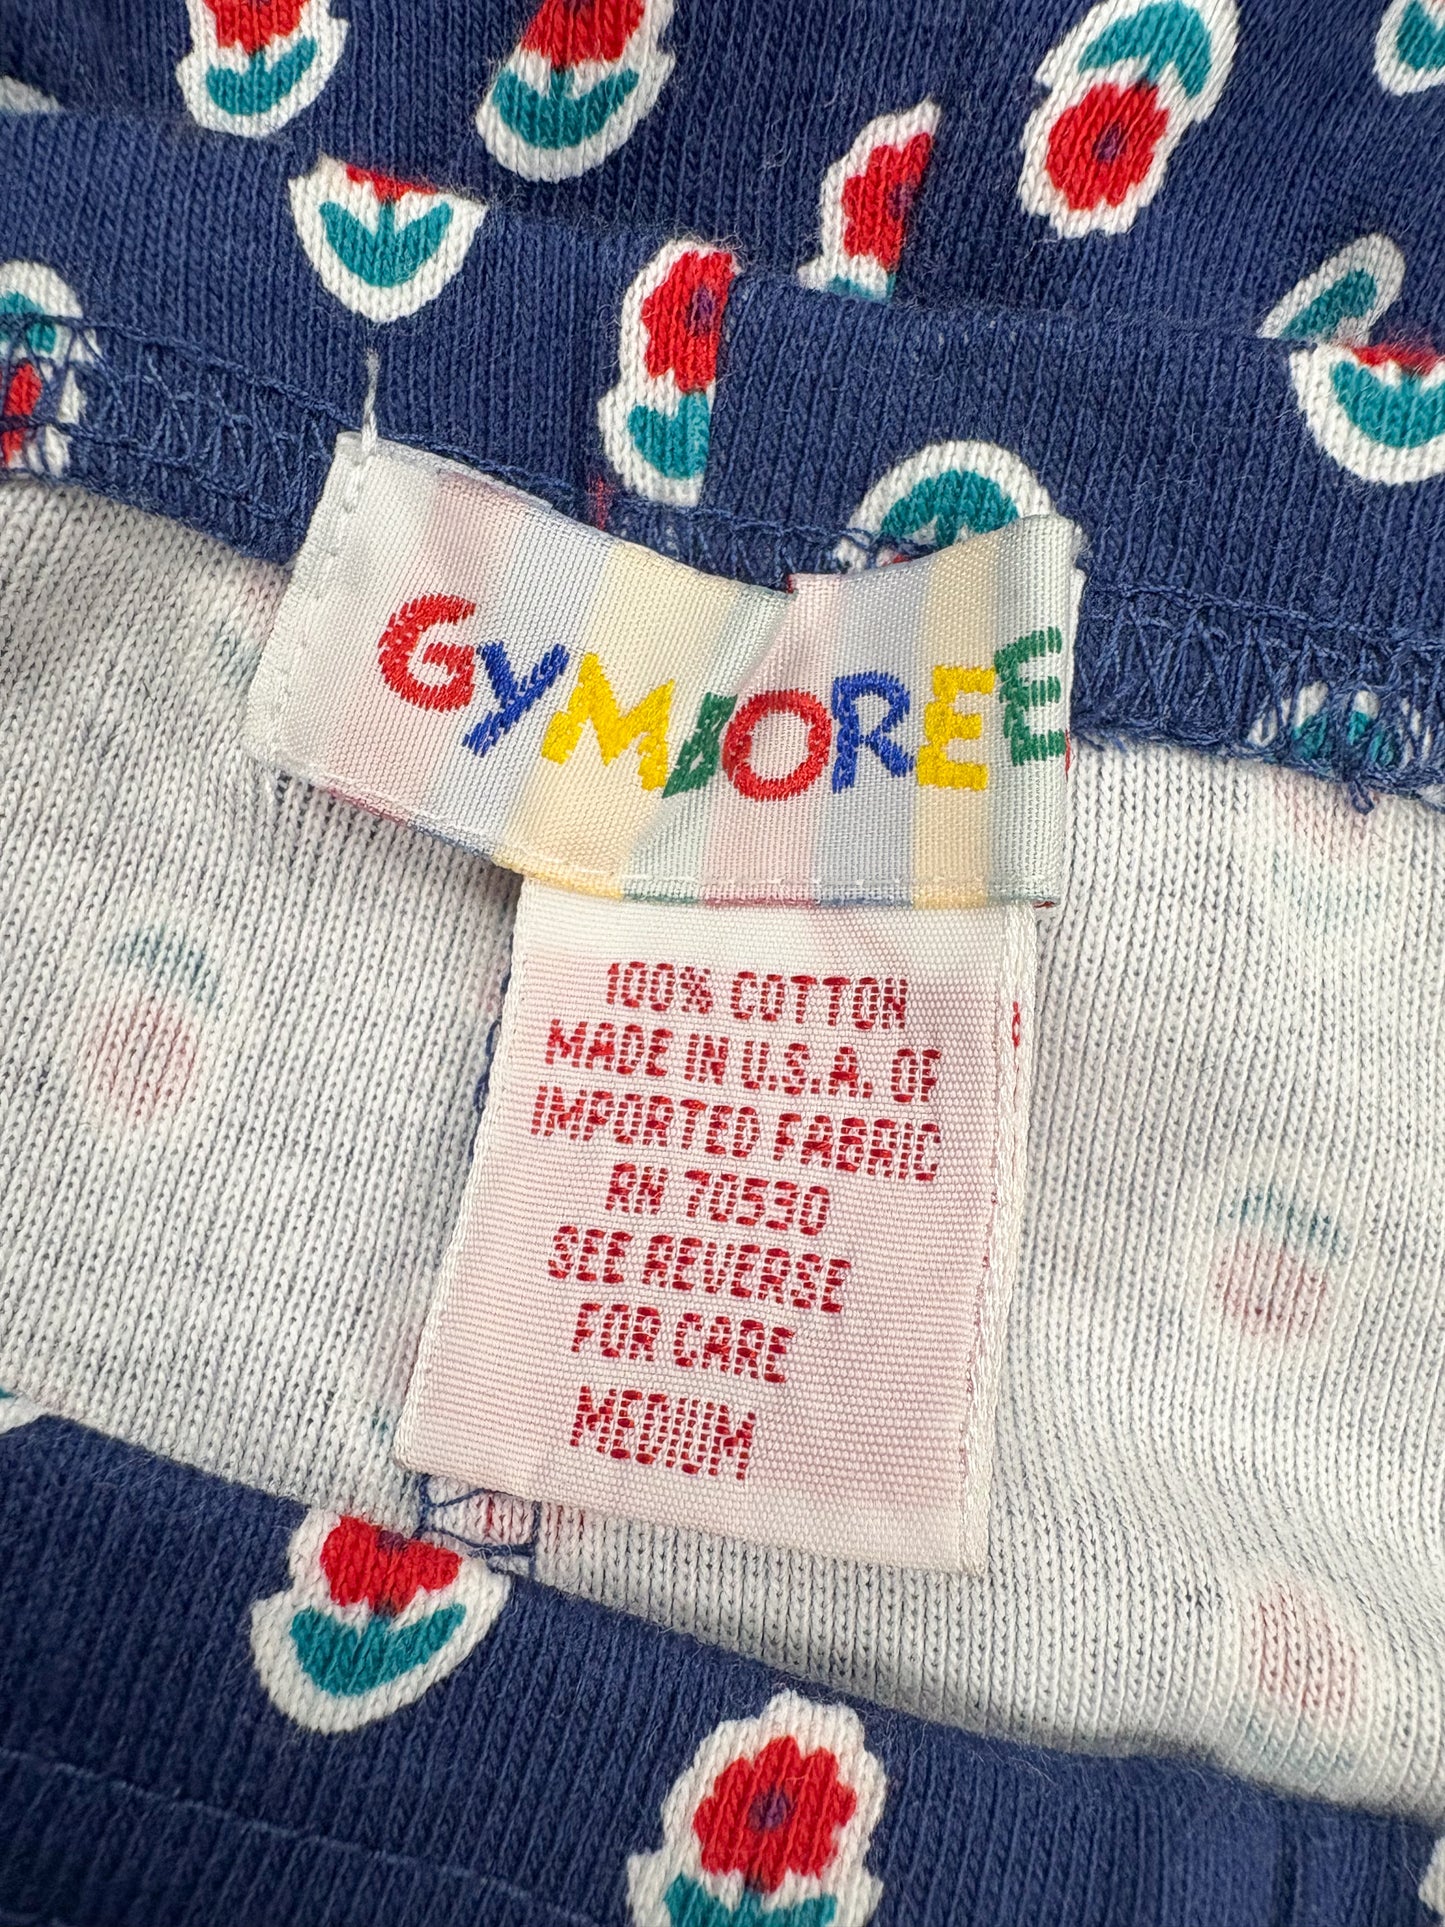 GYMBOREE
100% COTTON
MADE IN U.S.A. OF
IMPORTED FABRIC
RN 70530
SEE REVERSE
FOR CARE
MEDIUM